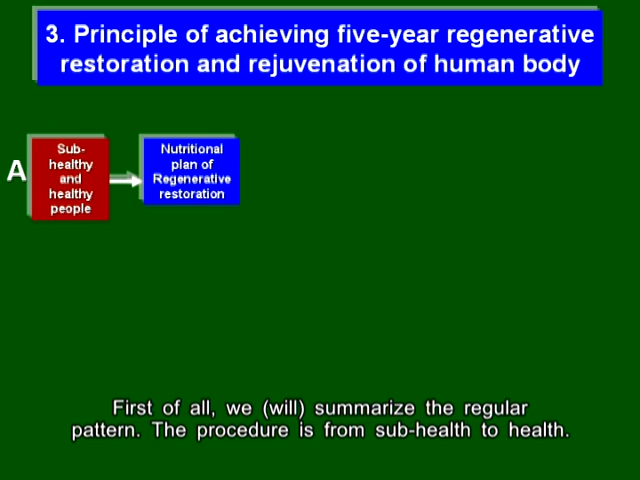 3. Principle of achieving five-year regenerative
restoration and rejuvenation of human body
A
Sub-
healthy
and
healthy
people
Nutritional
plan of
Regenerative
restoration
First of all, we (will) summarize the regular
pattern. The procedure is from sub-health to health.